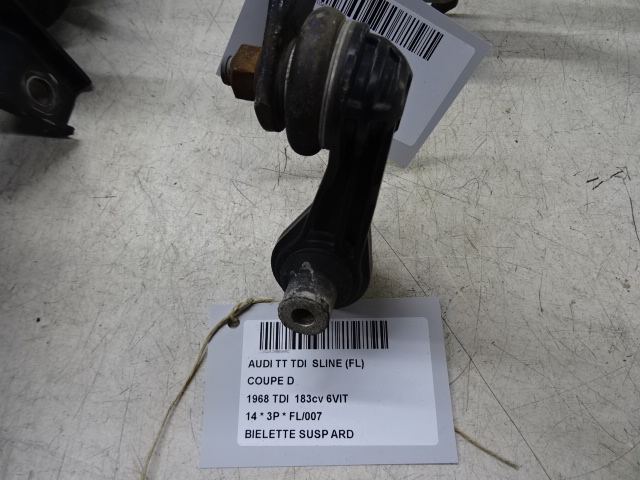 AUDI TT TDI SLINE (FL)
COUPE D
1968 TDI 183cv 6VIT
14 * 3P * FL/007
BIELETTE SUSP ARD